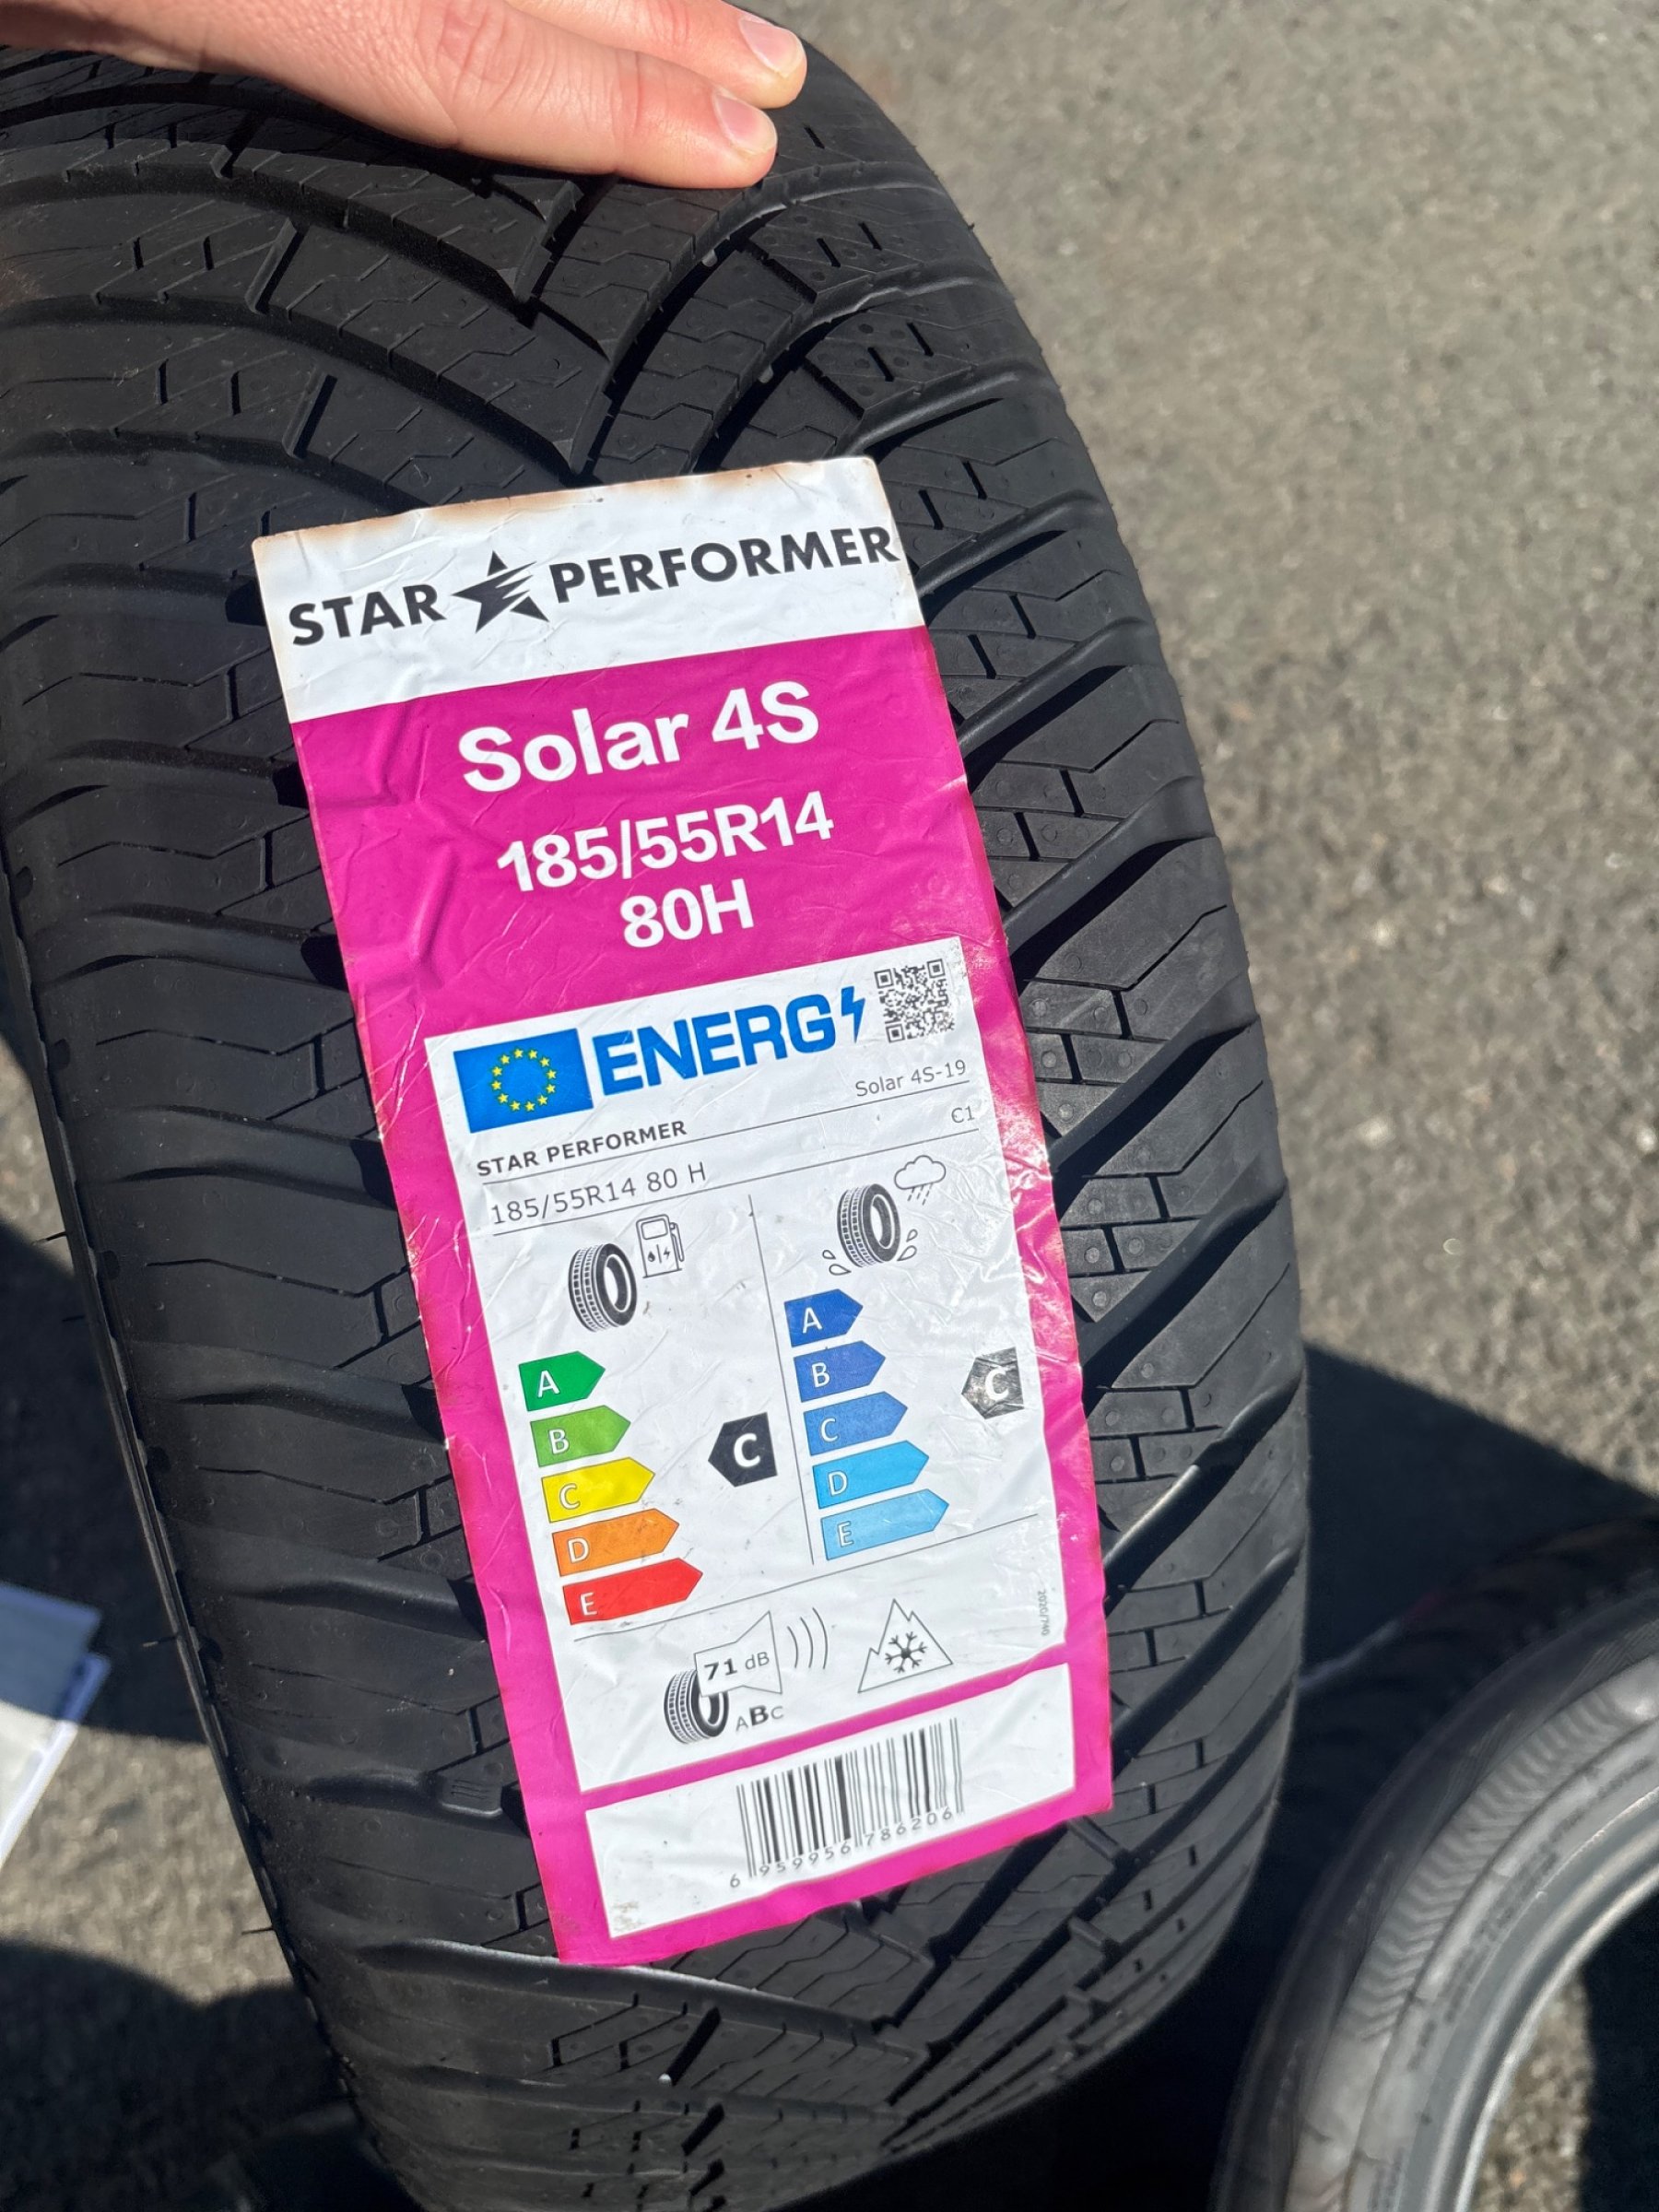 STAR PERFORMER
Solar 4S
185/55R14
80H
ENERG
STAR PERFORMER
Solar 4S-19
185/55R14 80 H
C1
A
B
C
D
E
C
A
B
C
D
E
C
2020/740
71 dB
ABC
6 959956 786206